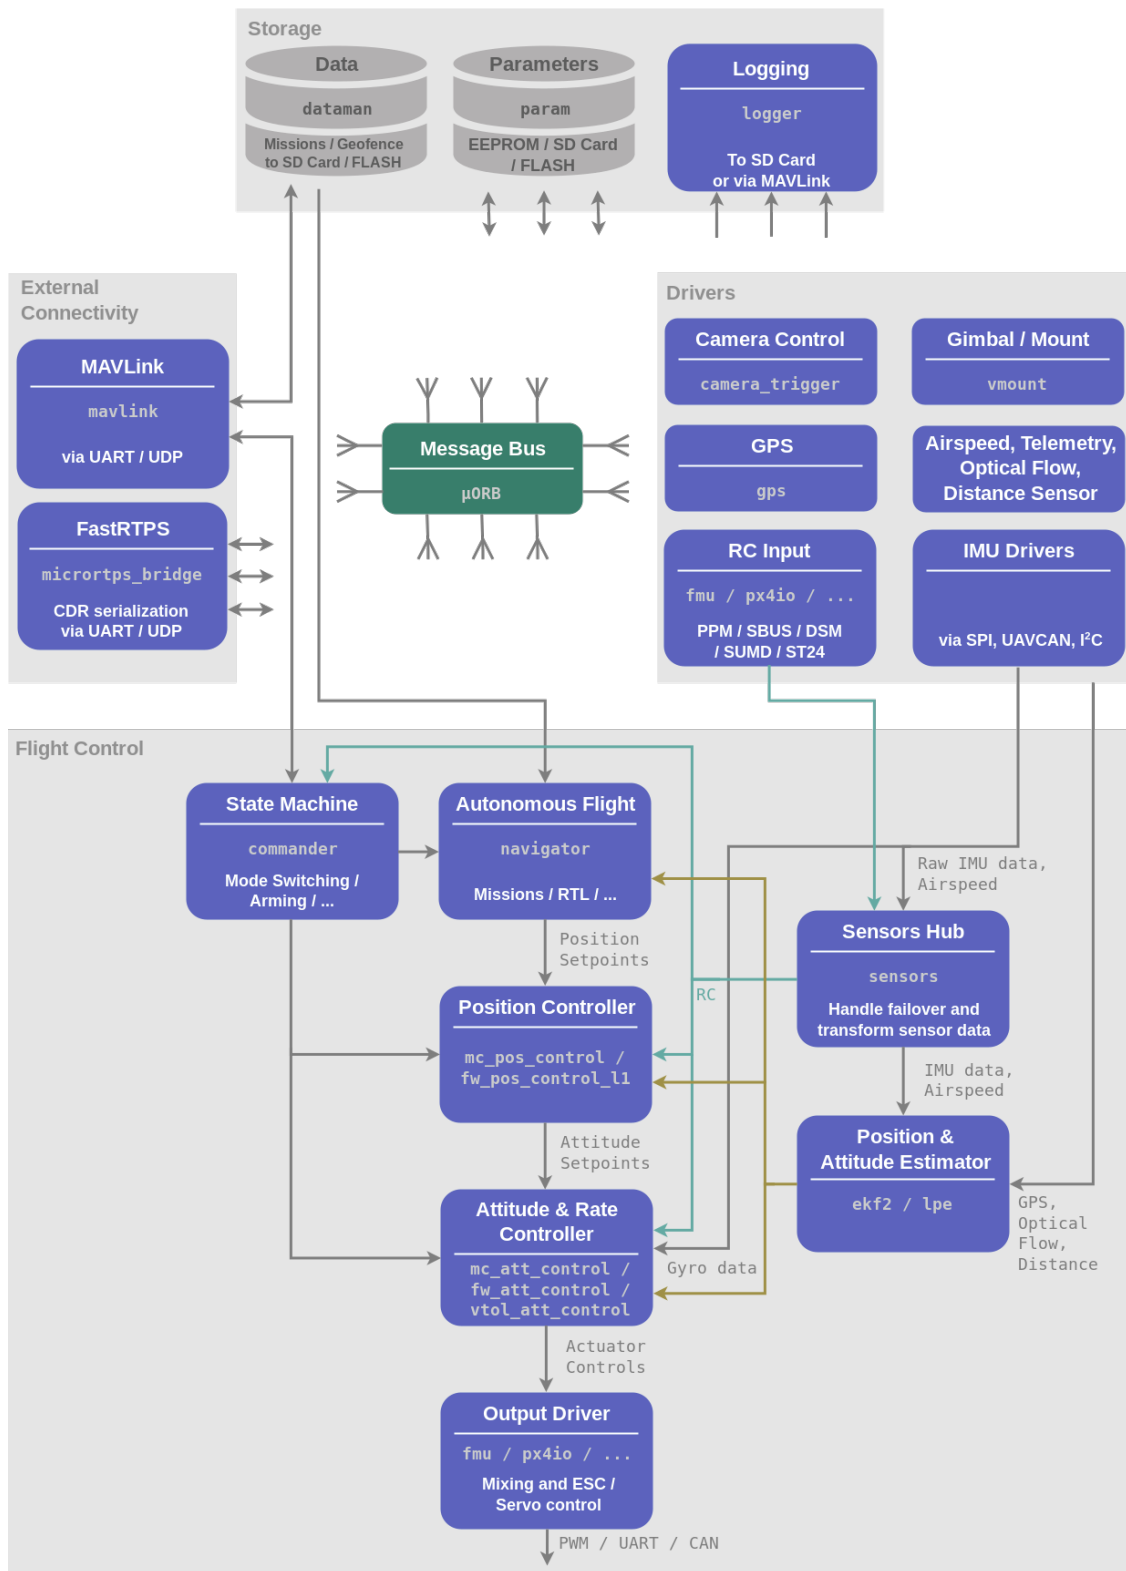 Storage
Data
dataman
Missions / Geofence
to SD Card / FLASH
Parameters
param
EEPROM / SD Card
/ FLASH
Logging
logger
To SD Card
or via MAVLink
External
Connectivity
MAVLink
mavlink
via UART / UDP
FastRTPS
micrortps_bridge
CDR serialization
via UART / UDP
Message Bus
μORB
Drivers
Camera Control
camera_trigger
Gimbal / Mount
vmount
GPS
gps
Airspeed, Telemetry,
Optical Flow,
Distance Sensor
RC Input
fmu / px4io / ...
PPM / SBUS / DSM
/ SUMD / ST24
IMU Drivers
via SPI, UAVCAN, I²C
Flight Control
State Machine
commander
Mode Switching /
Arming / ...
Autonomous Flight
navigator
Missions / RTL / ...
Raw IMU data,
Airspeed
Position
Setpoints
Sensors Hub
sensors
Handle failover and
transform sensor data
RC
Position Controller
mc_pos_control /
fw_pos_control_l1
IMU data,
Airspeed
Attitude
Setpoints
Position &
Attitude Estimator
ekf2 / lpe
GPS,
Optical
Flow,
Distance
Attitude & Rate
Controller
mc_att_control /
fw_att_control /
vtol_att_control
Gyro data
Actuator
Controls
Output Driver
fmu / px4io / ...
Mixing and ESC /
Servo control
PWM / UART / CAN